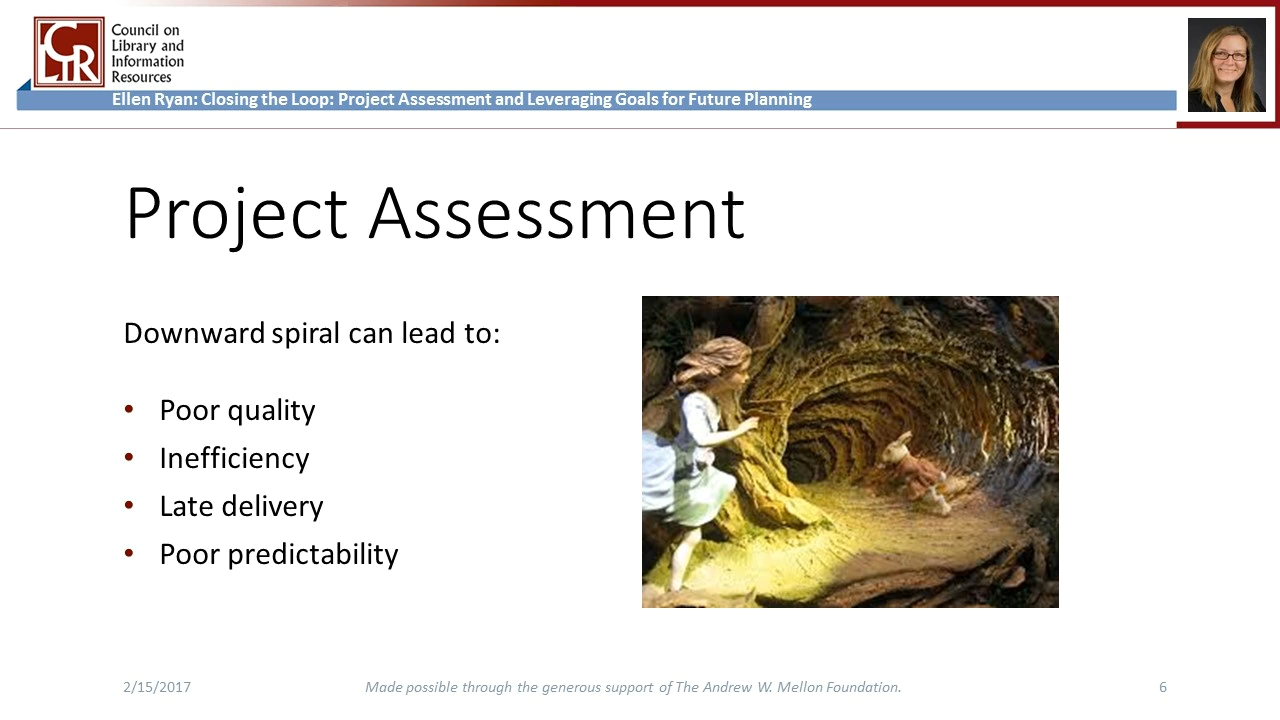 CLIR
Council on
Library and
Information
Resources
Ellen Ryan: Closing the Loop: Project Assessment and Leveraging Goals for Future Planning
Project Assessment
Downward spiral can lead to:
• Poor quality
• Inefficiency
• Late delivery
• Poor predictability
2/15/2017
Made possible through the generous support of The Andrew W. Mellon Foundation.
6